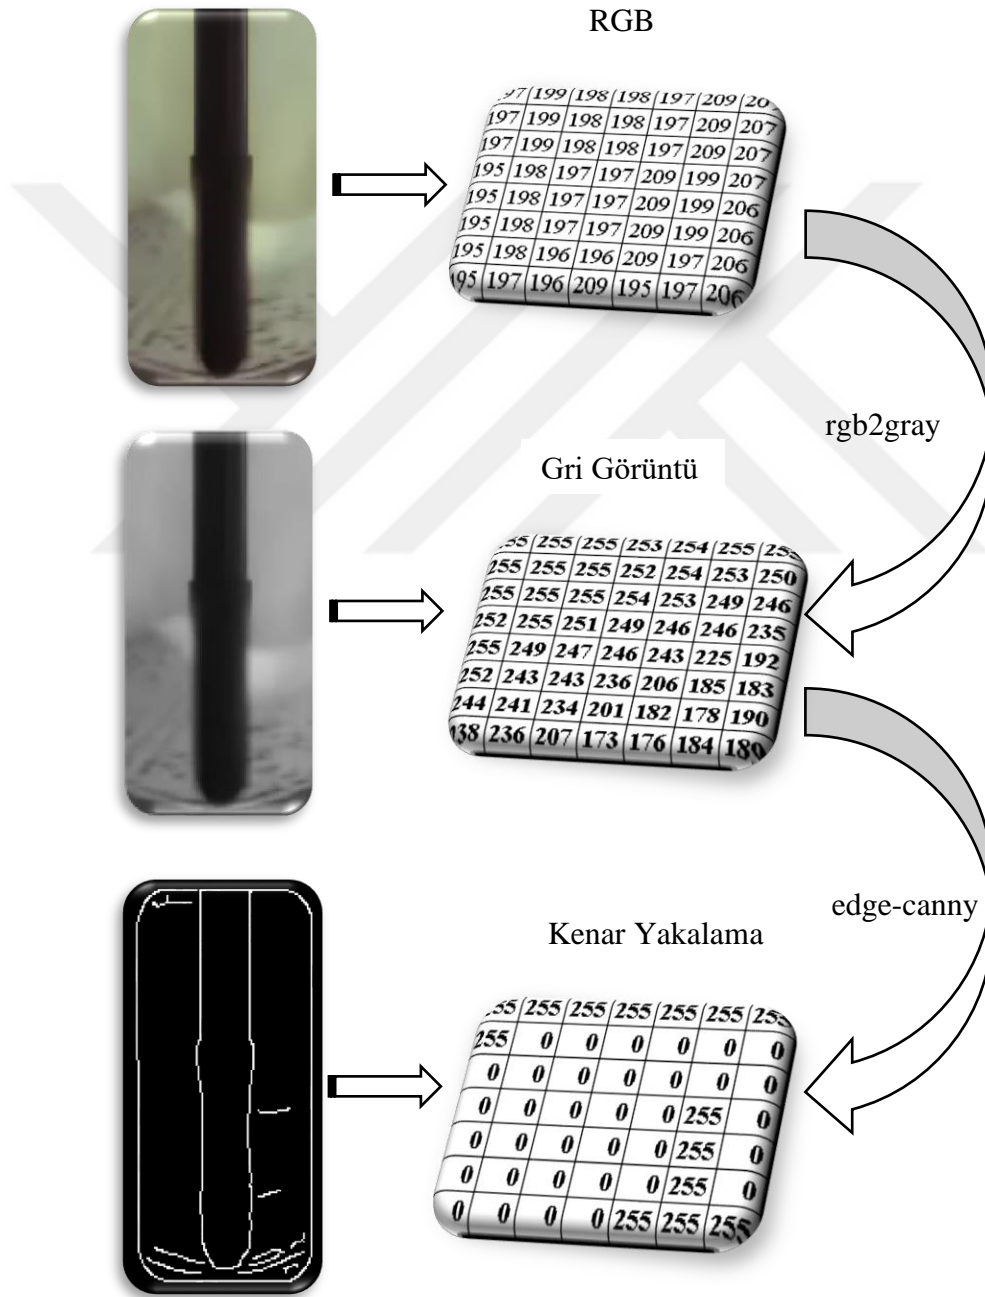 RGB
97 199 198 198 197 209 20
197 199 198 198 197 209 207
197 199 198 198 197 209 207
195 198 197 197 209 199 207
195 198 197 197 209 199 206
195 198 197 197 209 199 206
195 198 196 196 209 197 206
195 197 196 209 195 197 206
rgb2gray
Gri Görüntü
55 255 255 253 254 255 255
255 255 255 252 254 253 250
255 255 255 254 253 249 246
252 255 251 249 246 246 235
255 249 247 246 243 225 192
252 243 243 236 206 185 183
244 241 234 201 182 178 190
38 236 207 173 176 184 189
edge-canny
Kenar Yakalama
55 255 255 255 255 255 255
255 0 0 0 0 0 0
0 0 0 0 0 0 0
0 0 0 0 0 255 0
0 0 0 0 0 255 0
0 0 0 0 0 255 0
0 0 0 0 255 255 255